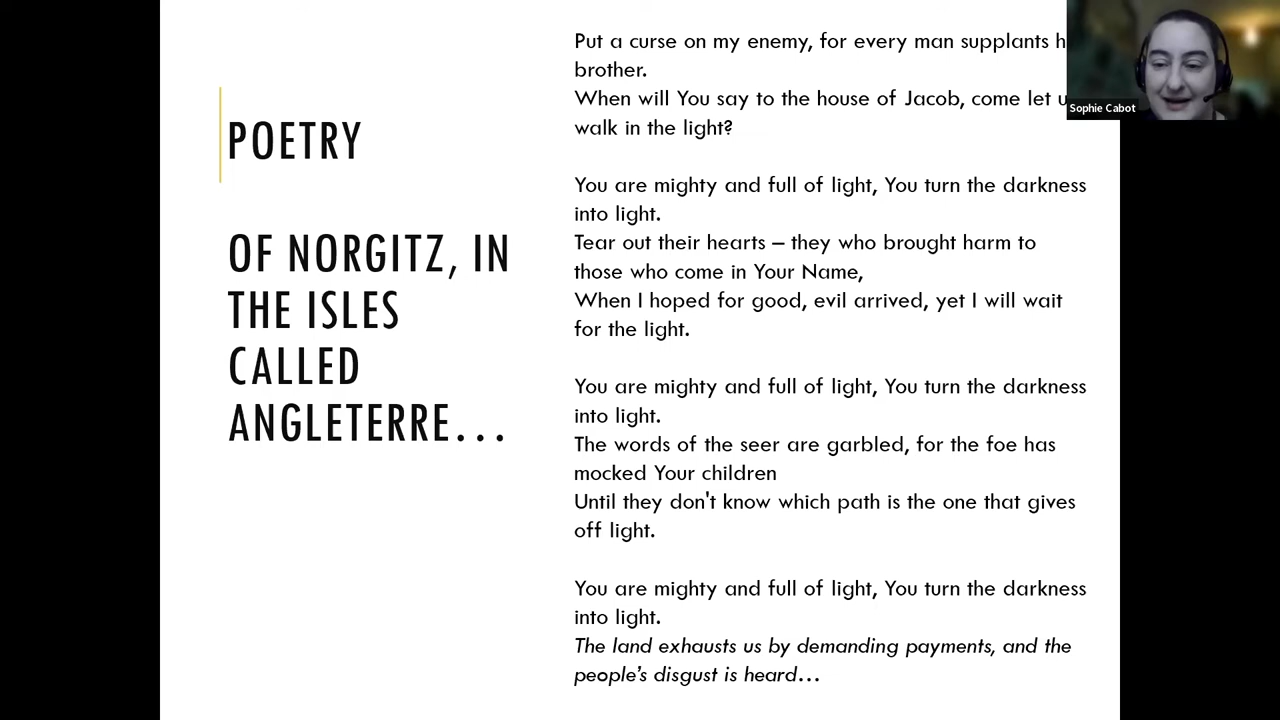 POETRY
OF NORGITZ, IN
THE ISLES
CALLED
ANGLETERRE…
Put a curse on my enemy, for every man supplants
brother.
When will You say to the house of Jacob, come let
walk in the light?
You are mighty and full of light, You turn the darkness
into light.
Tear out their hearts – they who brought harm to
those who come in Your Name,
When I hoped for good, evil arrived, yet I will wait
for the light.
You are mighty and full of light, You turn the darkness
into light.
The words of the seer are garbled, for the foe has
mocked Your children
Until they don't know which path is the one that gives
off light.
You are mighty and full of light, You turn the darkness
into light.
The land exhausts us by demanding payments, and the
people’s disgust is heard…
Sophie Cabot